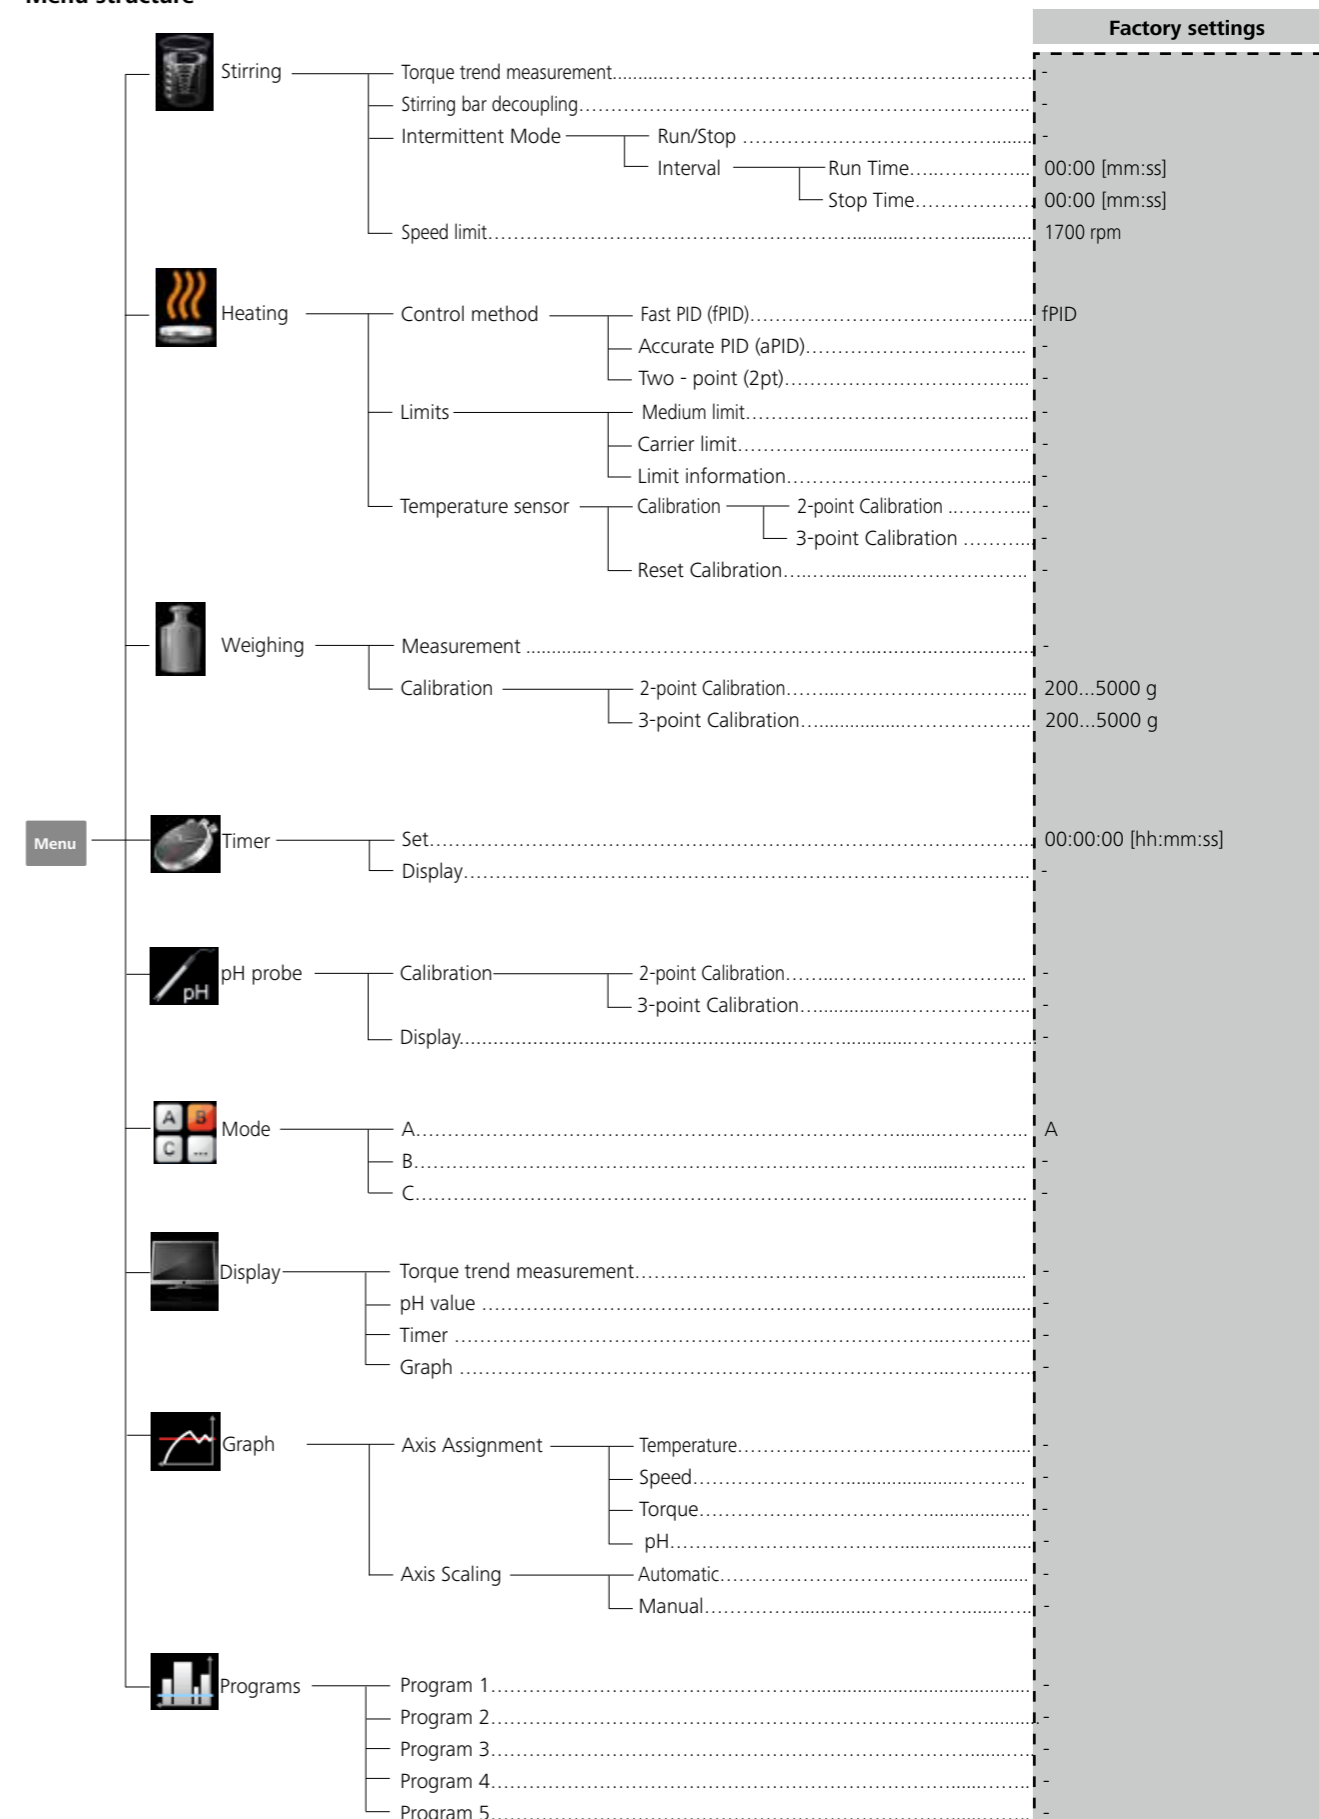 Menu structure
Factory settings
Stirring Torque trend measurement -
Stirring bar decoupling -
Intermittent Mode Run/Stop -
Interval Run Time 00:00 [mm:ss]
Stop Time 00:00 [mm:ss]
Speed limit 1700 rpm
Heating Control method Fast PID (fPID) fPID
Accurate PID (aPID) -
Two - point (2pt) -
Limits Medium limit -
Carrier limit -
Limit information -
Temperature sensor Calibration 2-point Calibration -
3-point Calibration -
Reset Calibration -
Weighing Measurement -
Calibration 2-point Calibration 200...5000 g
3-point Calibration 200...5000 g
Menu Timer Set 00:00:00 [hh:mm:ss]
Display -
pH pH probe Calibration 2-point Calibration -
3-point Calibration -
Display -
A B
C ...
Mode A A
B -
C -
Display Torque trend measurement -
pH value -
Timer -
Graph -
Graph Axis Assignment Temperature -
Speed -
Torque -
pH -
Axis Scaling Automatic -
Manual -
Programs Program 1 -
Program 2 -
Program 3 -
Program 4 -
Program 5 -